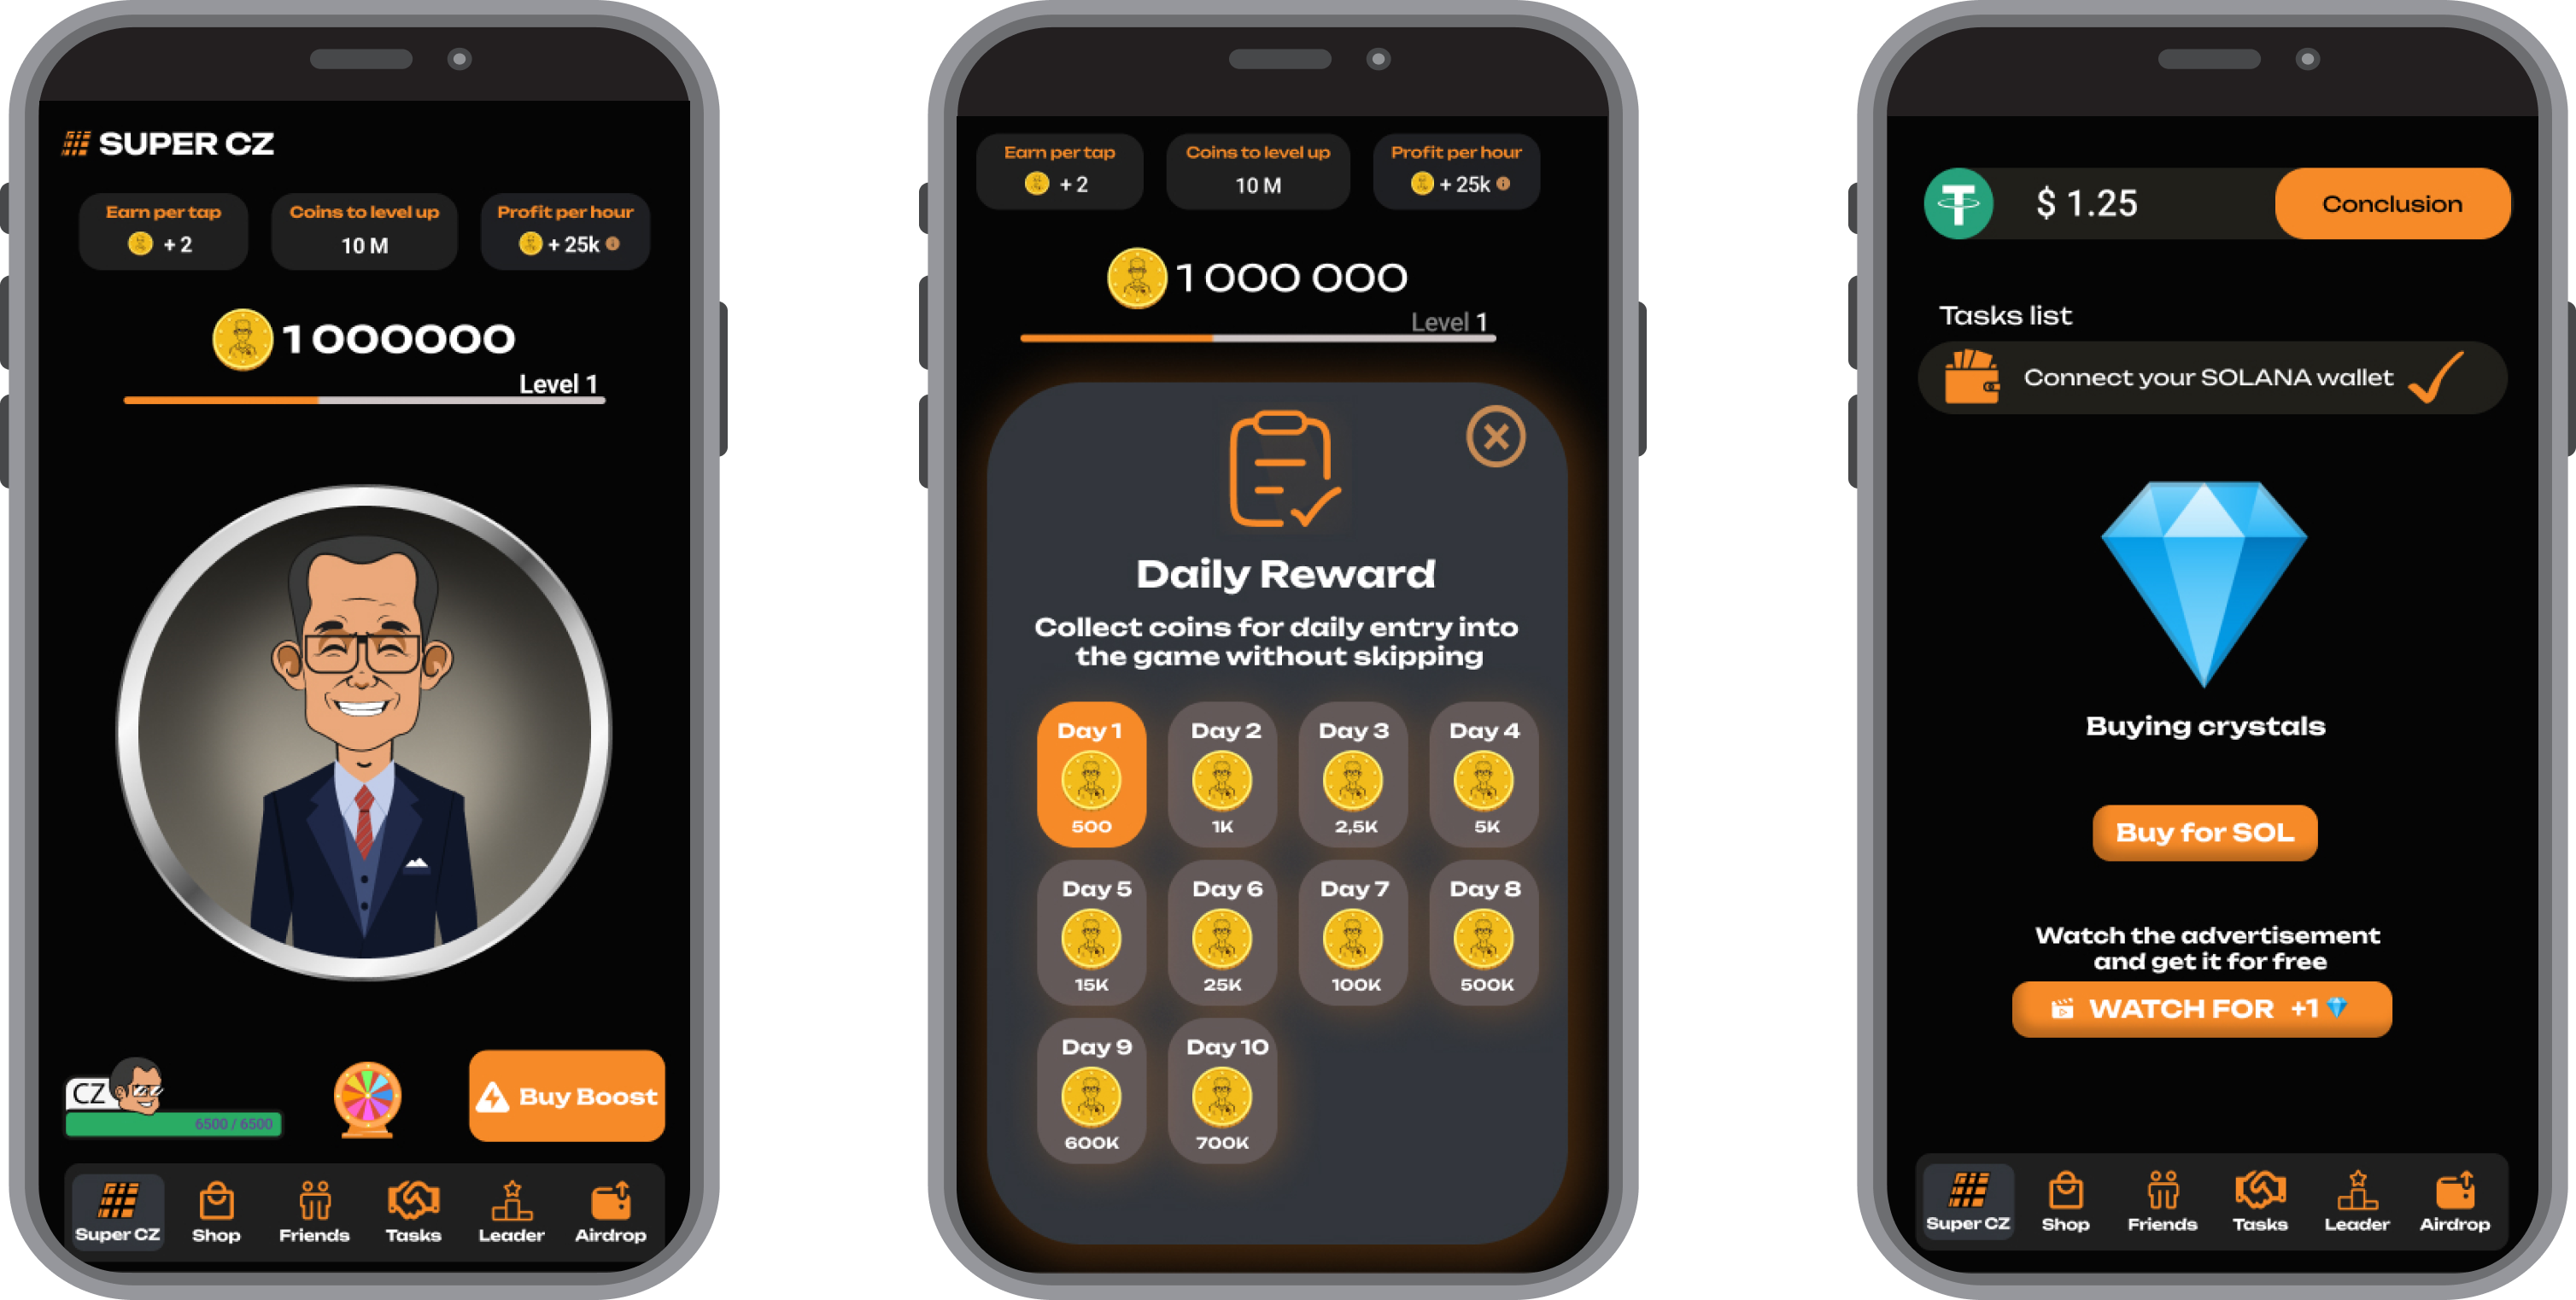 SUPER CZ
Earn per tap
+ 2
Coins to level up
10 M
Profit per hour
+ 25k
1 000000
Level 1
CZ
6500 / 6500
Buy Boost
Super CZ
Shop
Friends
Tasks
Leader
Airdrop
Earn per tap
+ 2
Coins to level up
10 M
Profit per hour
+ 25k
1 000 000
Level 1
Daily Reward
Collect coins for daily entry into
the game without skipping
Day 1
500
Day 2
1K
Day 3
2,5K
Day 4
5K
Day 5
15K
Day 6
25K
Day 7
100K
Day 8
500K
Day 9
600K
Day 10
700K
$ 1.25
Conclusion
Tasks list
Connect your SOLANA wallet
Buying crystals
Buy for SOL
Watch the advertisement
and get it for free
WATCH FOR +1
Super CZ
Shop
Friends
Tasks
Leader
Airdrop